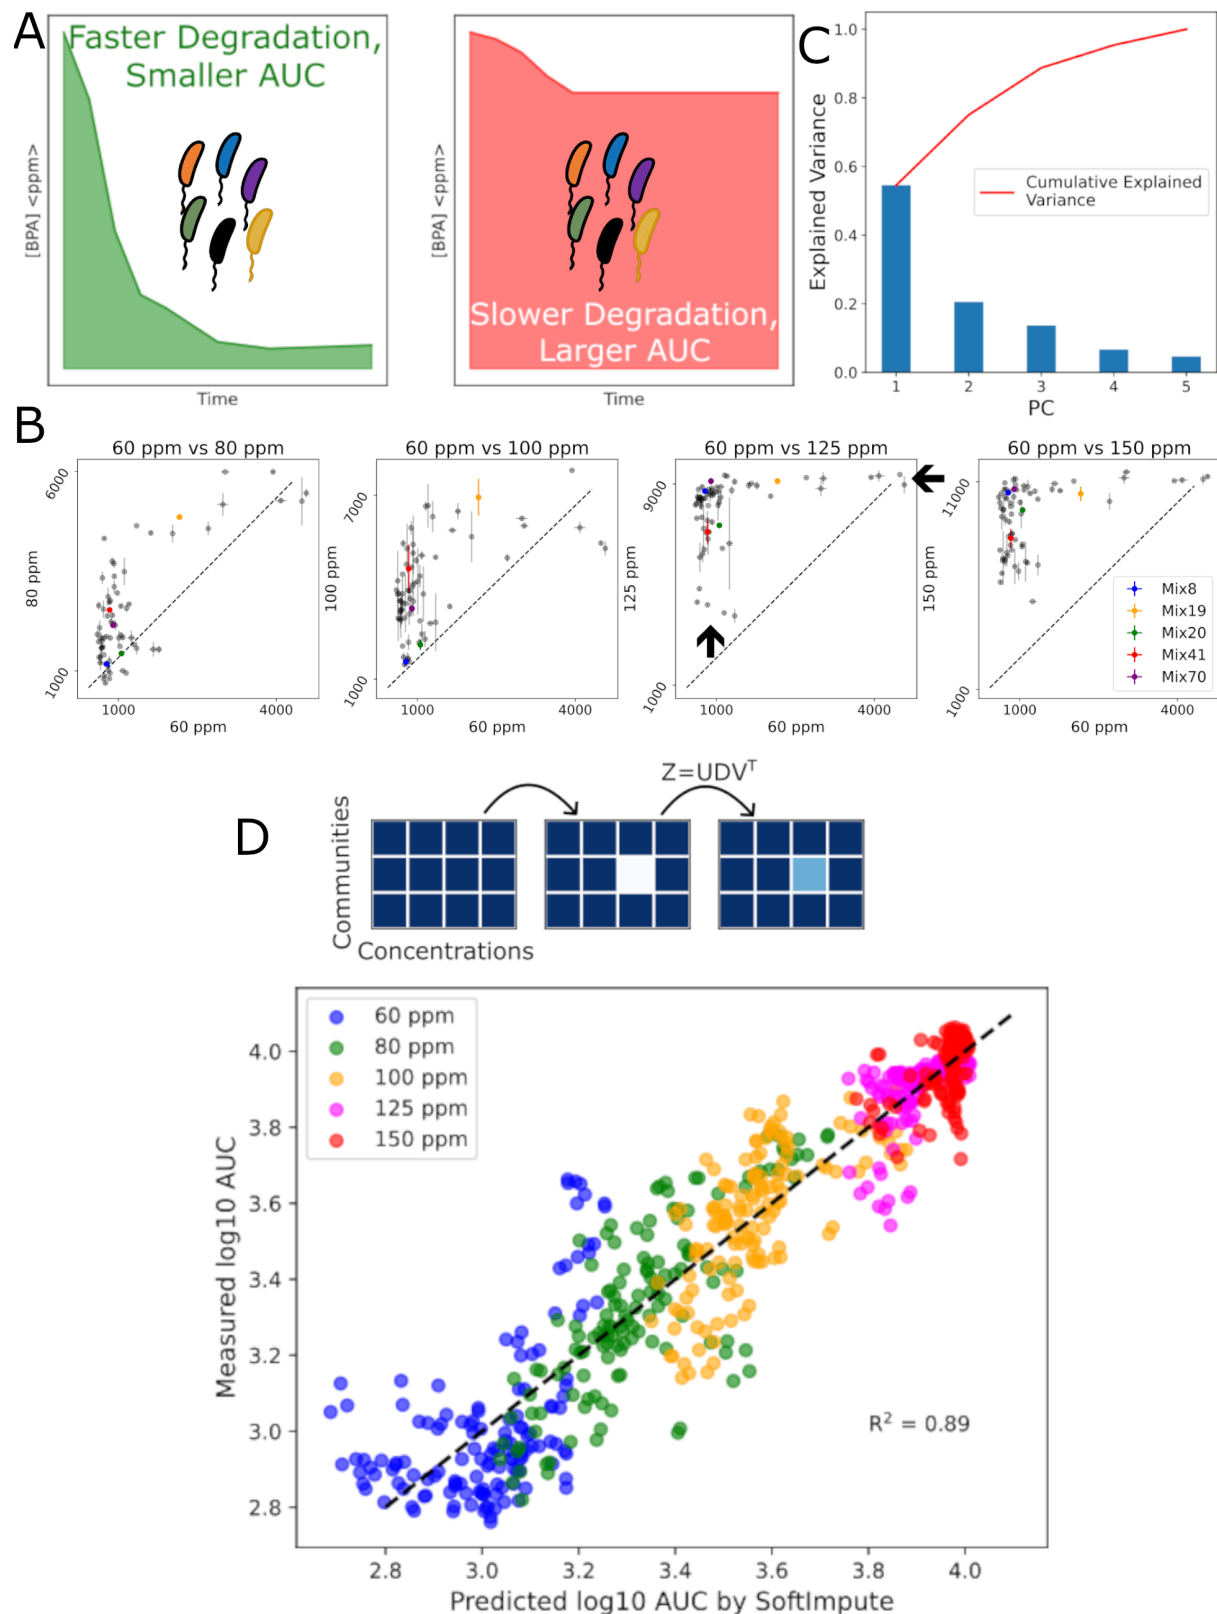 A
Faster Degradation,
Smaller AUC
[BPA] <ppm>
Time
[BPA] <ppm>
Slower Degradation,
Larger AUC
Time
C
1.0
0.8
0.6
0.4
0.2
0.0
Explained Variance
Cumulative Explained
Variance
1 2 3 4 5
PC
B
60 ppm vs 80 ppm
6000
1000
80 ppm
1000 4000
60 ppm
60 ppm vs 100 ppm
7000
1000
100 ppm
1000 4000
60 ppm
60 ppm vs 125 ppm
9000
1000
125 ppm
1000 4000
60 ppm
60 ppm vs 150 ppm
11000
1000
150 ppm
Mix8
Mix19
Mix20
Mix41
Mix70
1000 4000
60 ppm
D
Z=UDV^T
Communities
Concentrations
60 ppm
80 ppm
100 ppm
125 ppm
150 ppm
4.0
3.8
3.6
3.4
3.2
3.0
2.8
Measured log10 AUC
R² = 0.89
2.8 3.0 3.2 3.4 3.6 3.8 4.0
Predicted log10 AUC by SoftImpute